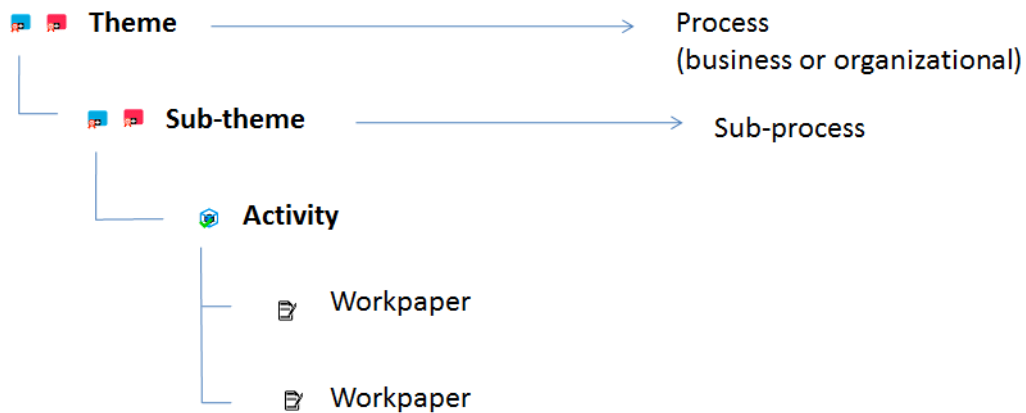 Theme
Process
(business or organizational)
Sub-theme
Sub-process
Activity
Workpaper
Workpaper